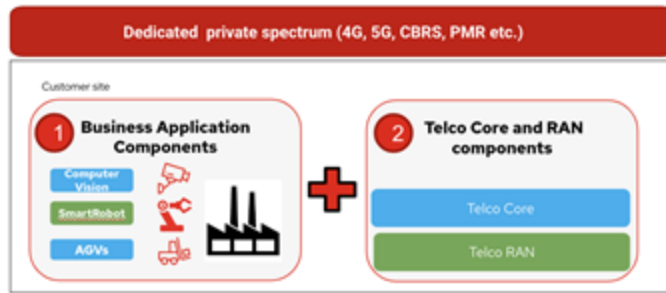 Dedicated private spectrum (4G, 5G, CBRS, PMR etc.)
Customer site
1
Business Application
Components
Computer
Vision
SmartRobot
AGVs
2
Telco Core and RAN
components
Telco Core
Telco RAN